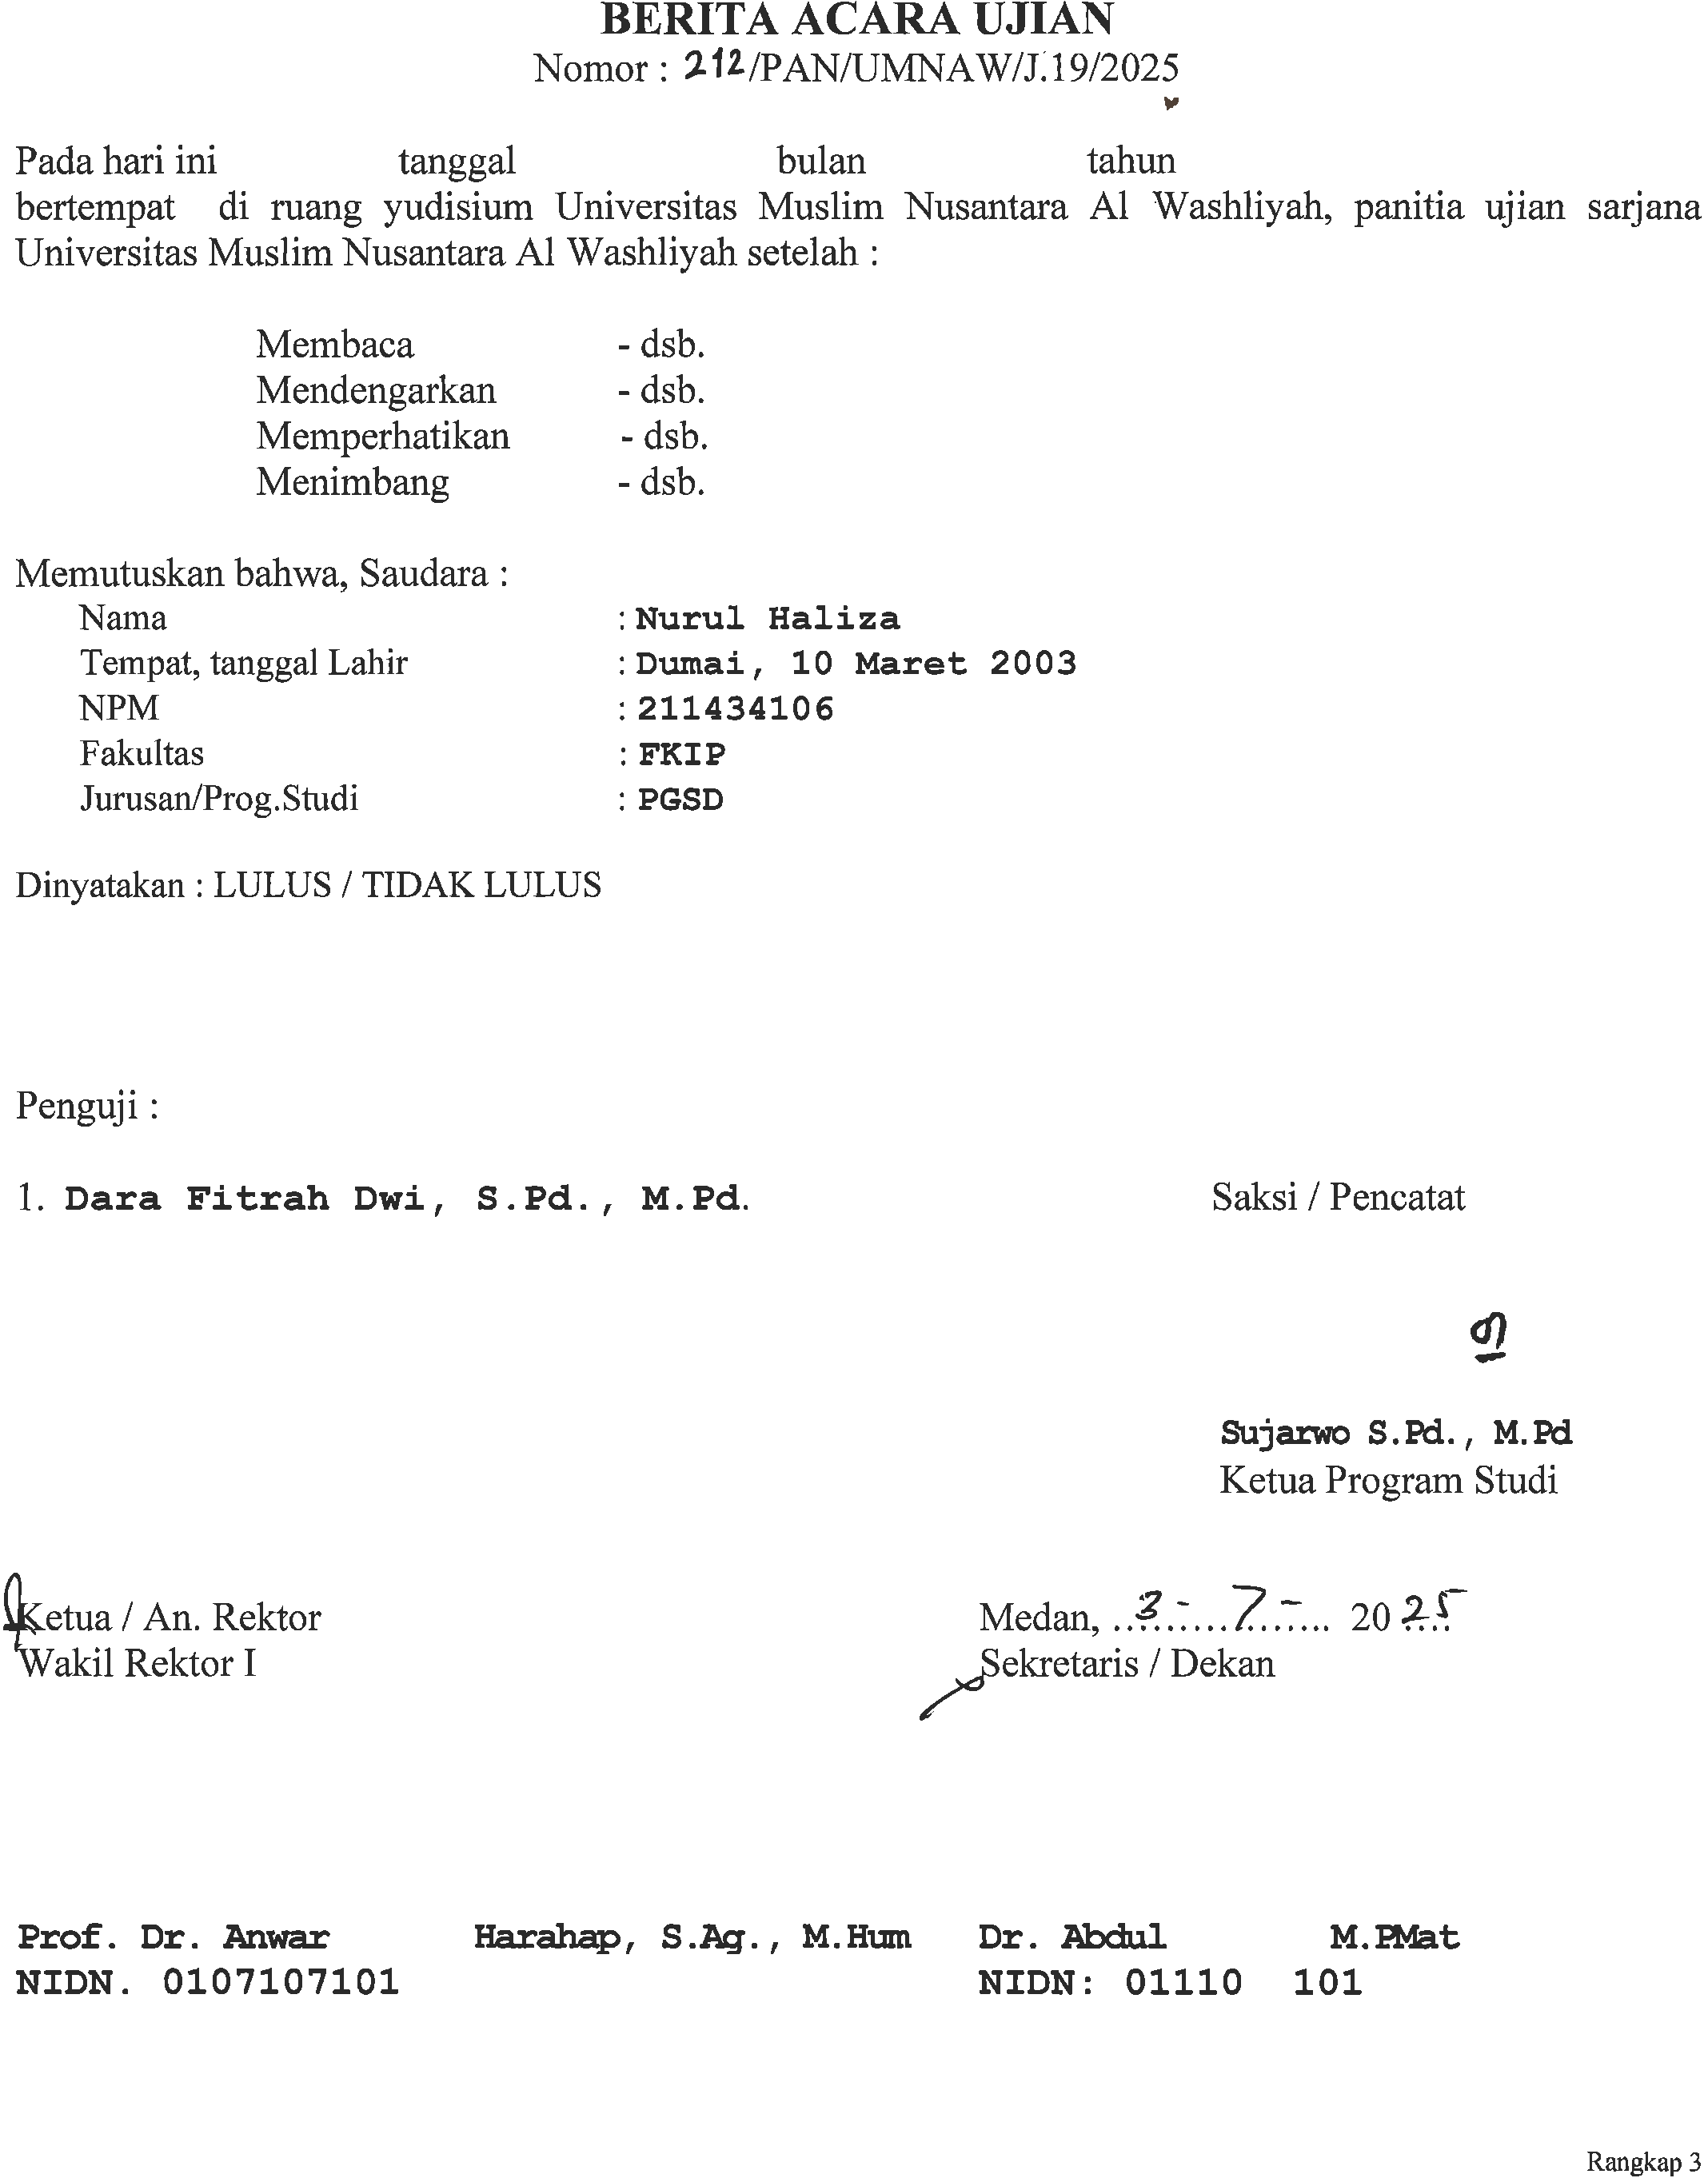 BERITA ACARA UJIAN
Nomor : 212/PAN/UMNAW/J.19/2025
Pada hari ini tanggal bulan tahun
bertempat di ruang yudisium Universitas Muslim Nusantara Al Washliyah, panitia ujian sarjana
Universitas Muslim Nusantara Al Washliyah setelah :
Membaca - dsb.
Mendengarkan - dsb.
Memperhatikan - dsb.
Menimbang - dsb.
Memutuskan bahwa, Saudara :
Nama : Nurul Haliza
Tempat, tanggal Lahir : Dumai, 10 Maret 2003
NPM : 211434106
Fakultas : FKIP
Jurusan/Prog.Studi : PGSD
Dinyatakan : LULUS / TIDAK LULUS
Penguji :
1. Dara Fitrah Dwi, S.Pd., M.Pd. Saksi / Pencatat
Sujarwo S.Pd., M.Pd
Ketua Program Studi
Ketua / An. Rektor Medan, 3 - 7 - 2025
Wakil Rektor I Sekretaris / Dekan
Prof. Dr. Anwar Harahap, S.Ag., M.Hum Dr. Abdul M.PMat
NIDN. 0107107101 NIDN: 01110 101
Rangkap 3